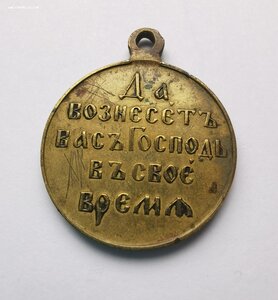 Да
вознесетъ
васъ Господь
въ свое
время